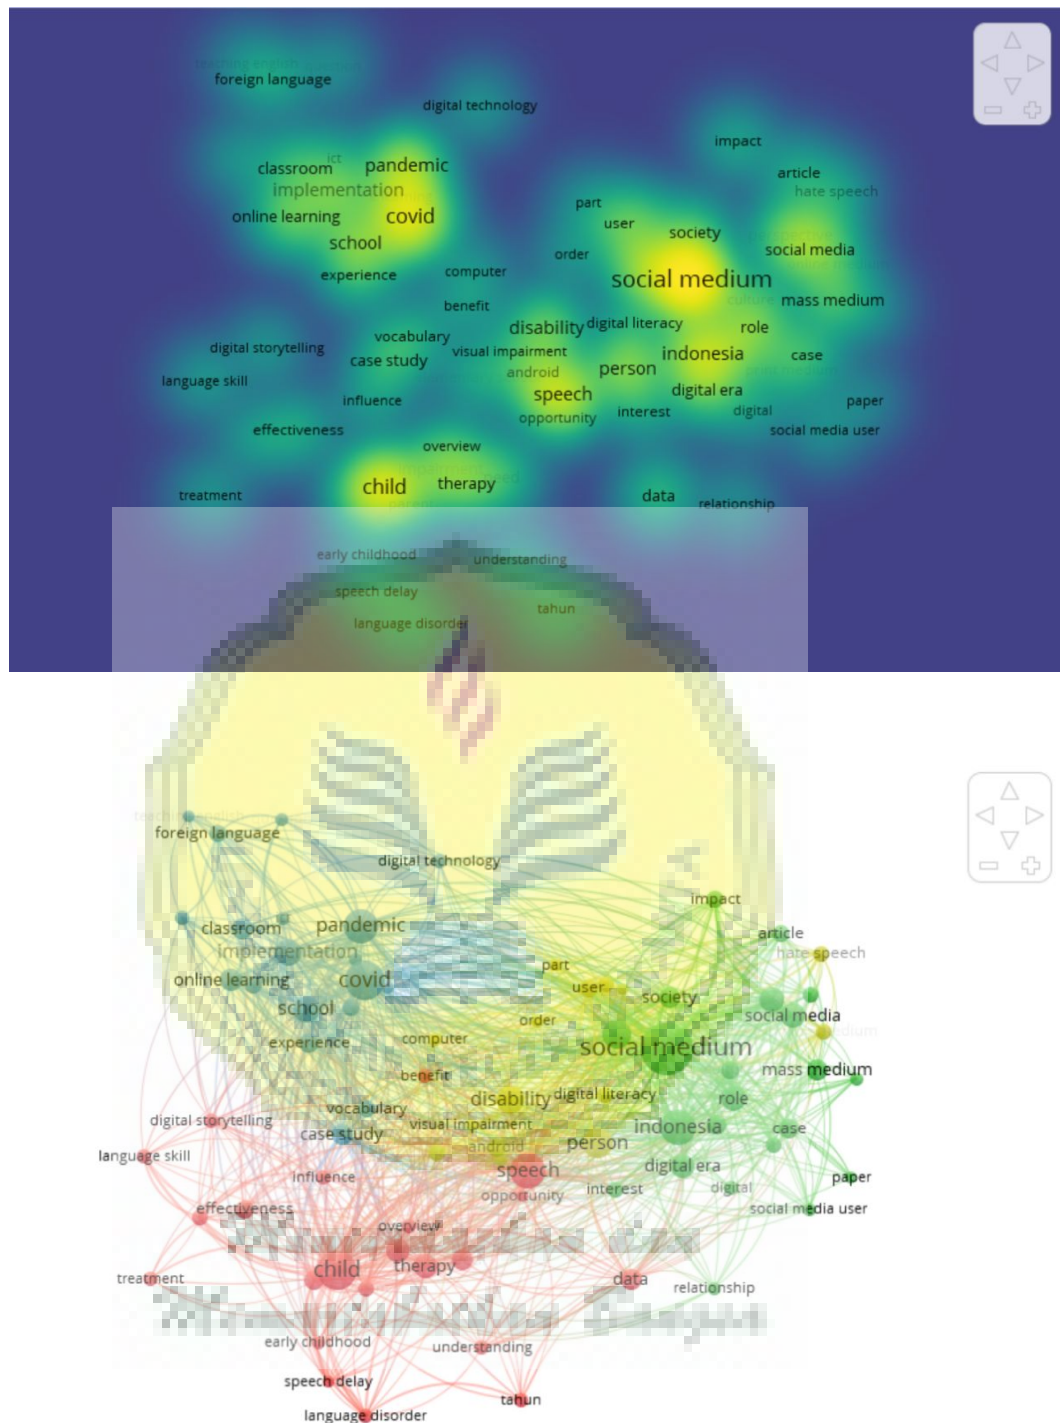 teaching english
foreign language
digital technology
impact
ict
pandemic
classroom
article
implementation
hate speech
part
covid
online learning
user
society
school
social media
order
experience
computer
social medium
culture
mass medium
benefit
disability
digital literacy
role
vocabulary
digital storytelling
visual impairment
indonesia
case
case study
person
android
language skill
speech
digital era
influence
paper
opportunity
interest
digital
effectiveness
social media user
overview
child
therapy
treatment
data
relationship
early childhood
understanding
speech delay
tahun
language disorder
teaching english
foreign language
digital technology
impact
pandemic
classroom
article
implementation
hate speech
part
covid
online learning
user
society
school
social media
order
experience
computer
social medium
mass medium
benefit
disability
digital literacy
role
vocabulary
digital storytelling
visual impairment
indonesia
case
case study
person
android
language skill
speech
digital era
influence
paper
opportunity
interest
digital
effectiveness
social media user
overview
child
therapy
treatment
data
relationship
early childhood
understanding
speech delay
tahun
language disorder